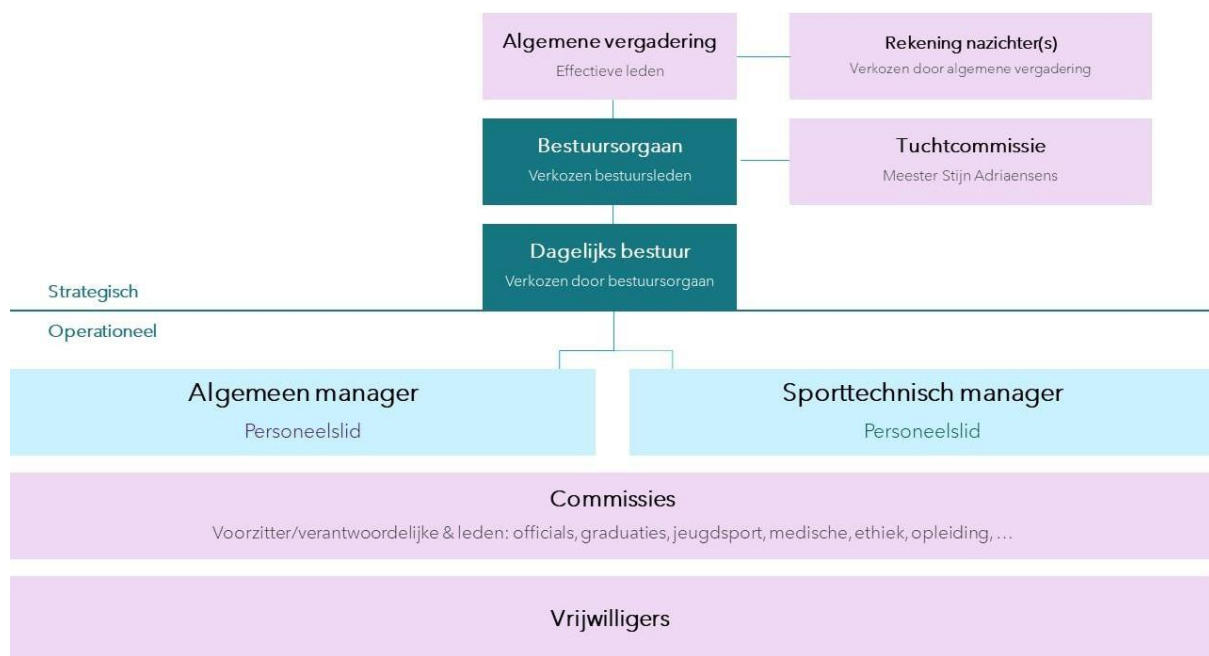 Algemene vergadering
Effectieve leden
Rekening nazichter(s)
Verkozen door algemene vergadering
Bestuursorgaan
Verkozen bestuursleden
Tuchtcommissie
Meester Stijn Adriaensens
Dagelijks bestuur
Verkozen door bestuursorgaan
Strategisch
Operationeel
Algemeen manager
Personeelslid
Sporttechnisch manager
Personeelslid
Commissies
Voorzitter/verantwoordelijke & leden: officials, graduaties, jeugdsport, medische, ethiek, opleiding, ...
Vrijwilligers